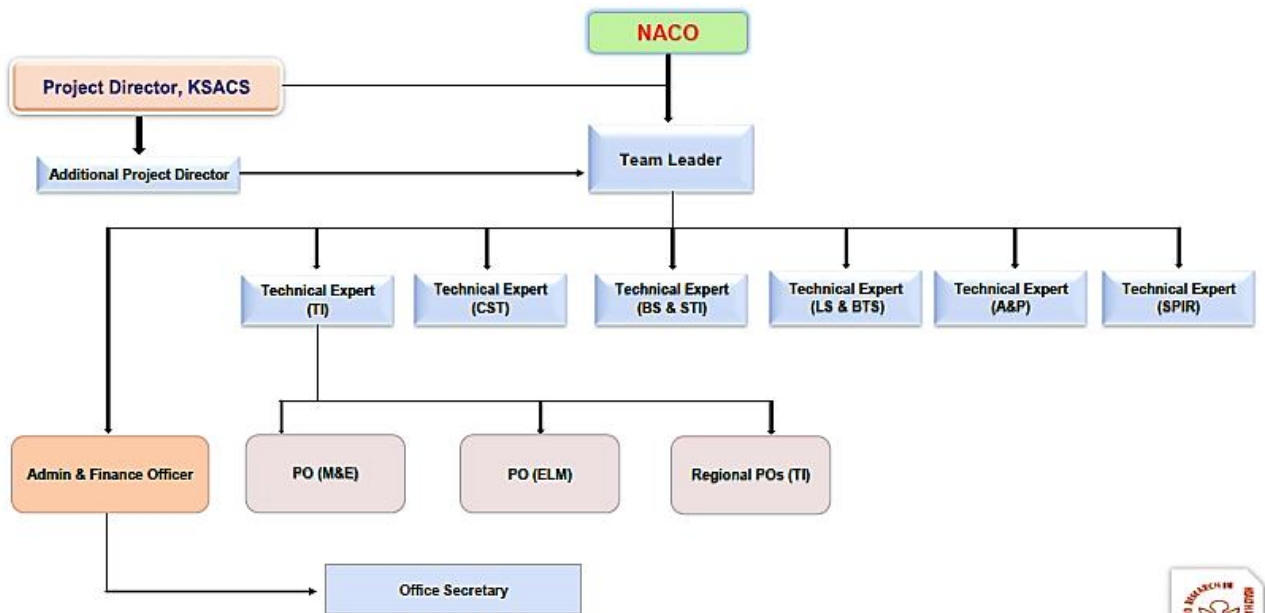 NACO
Project Director, KSACS
Team Leader
Additional Project Director
Technical Expert
(TI)
Technical Expert
(CST)
Technical Expert
(BS & STI)
Technical Expert
(LS & BTS)
Technical Expert
(A&P)
Technical Expert
(SPIR)
Admin & Finance Officer
PO (M&E)
PO (ELM)
Regional POs (TI)
Office Secretary
RESEARCH IN